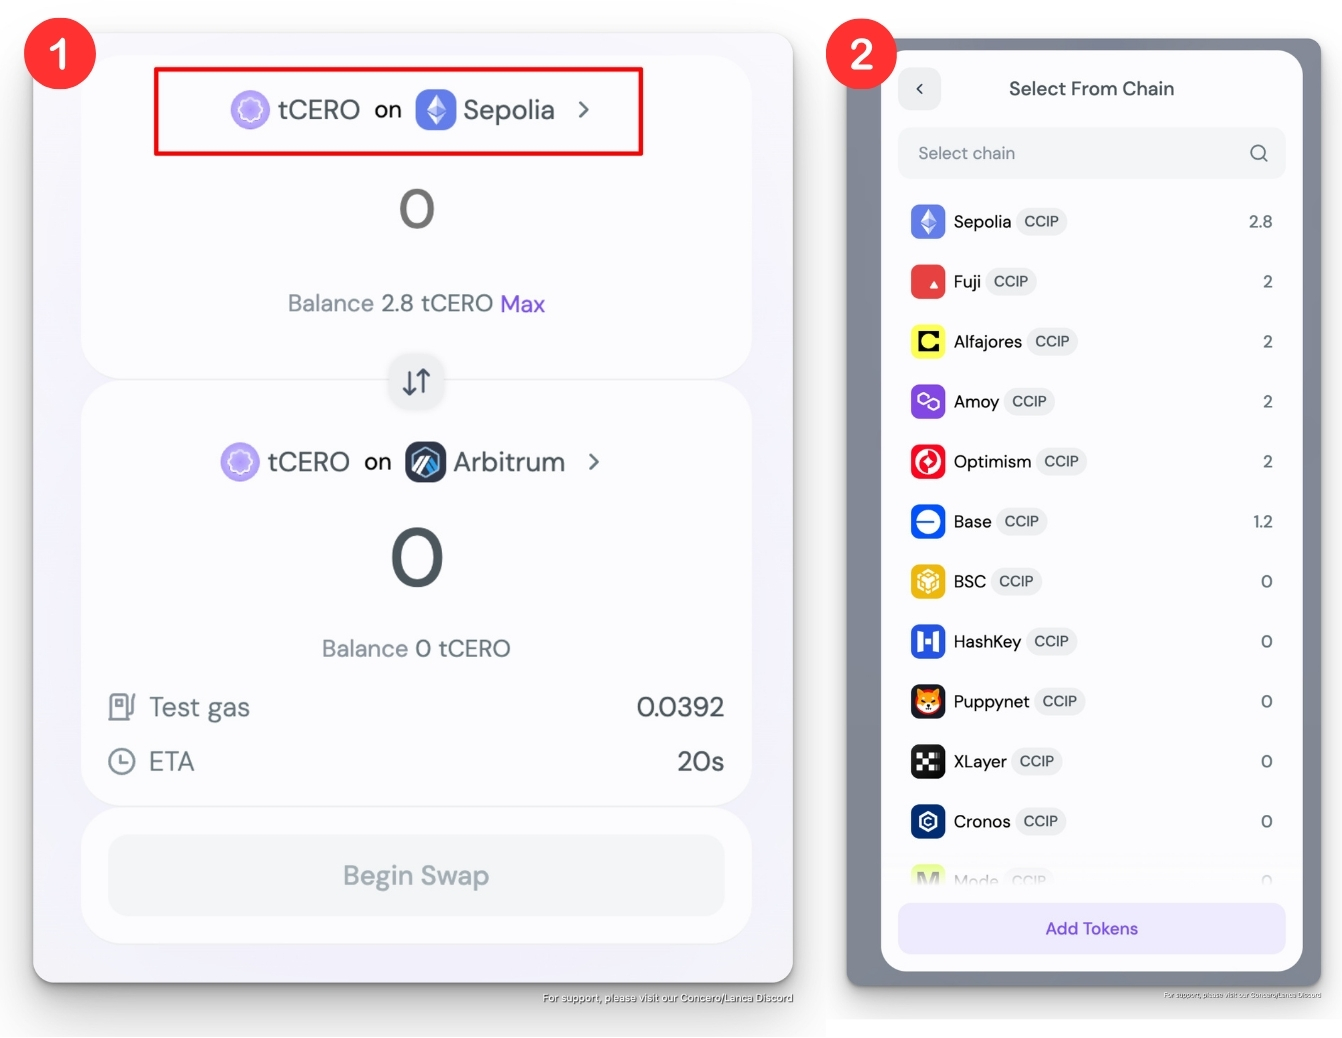 1
tCERO on Sepolia
0
Balance 2.8 tCERO Max
tCERO on Arbitrum
0
Balance 0 tCERO
Test gas 0.0392
ETA 20s
Begin Swap
For support, please visit our Concero/Lanca Discord
2
Select From Chain
Select chain
Sepolia CCIP 2.8
Fuji CCIP 2
Alfajores CCIP 2
Amoy CCIP 2
Optimism CCIP 2
Base CCIP 1.2
BSC CCIP 0
HashKey CCIP 0
Puppynet CCIP 0
XLayer CCIP 0
Cronos CCIP 0
Mode CCIP 0
Add Tokens
For support, please visit our Concero/Lanca Discord